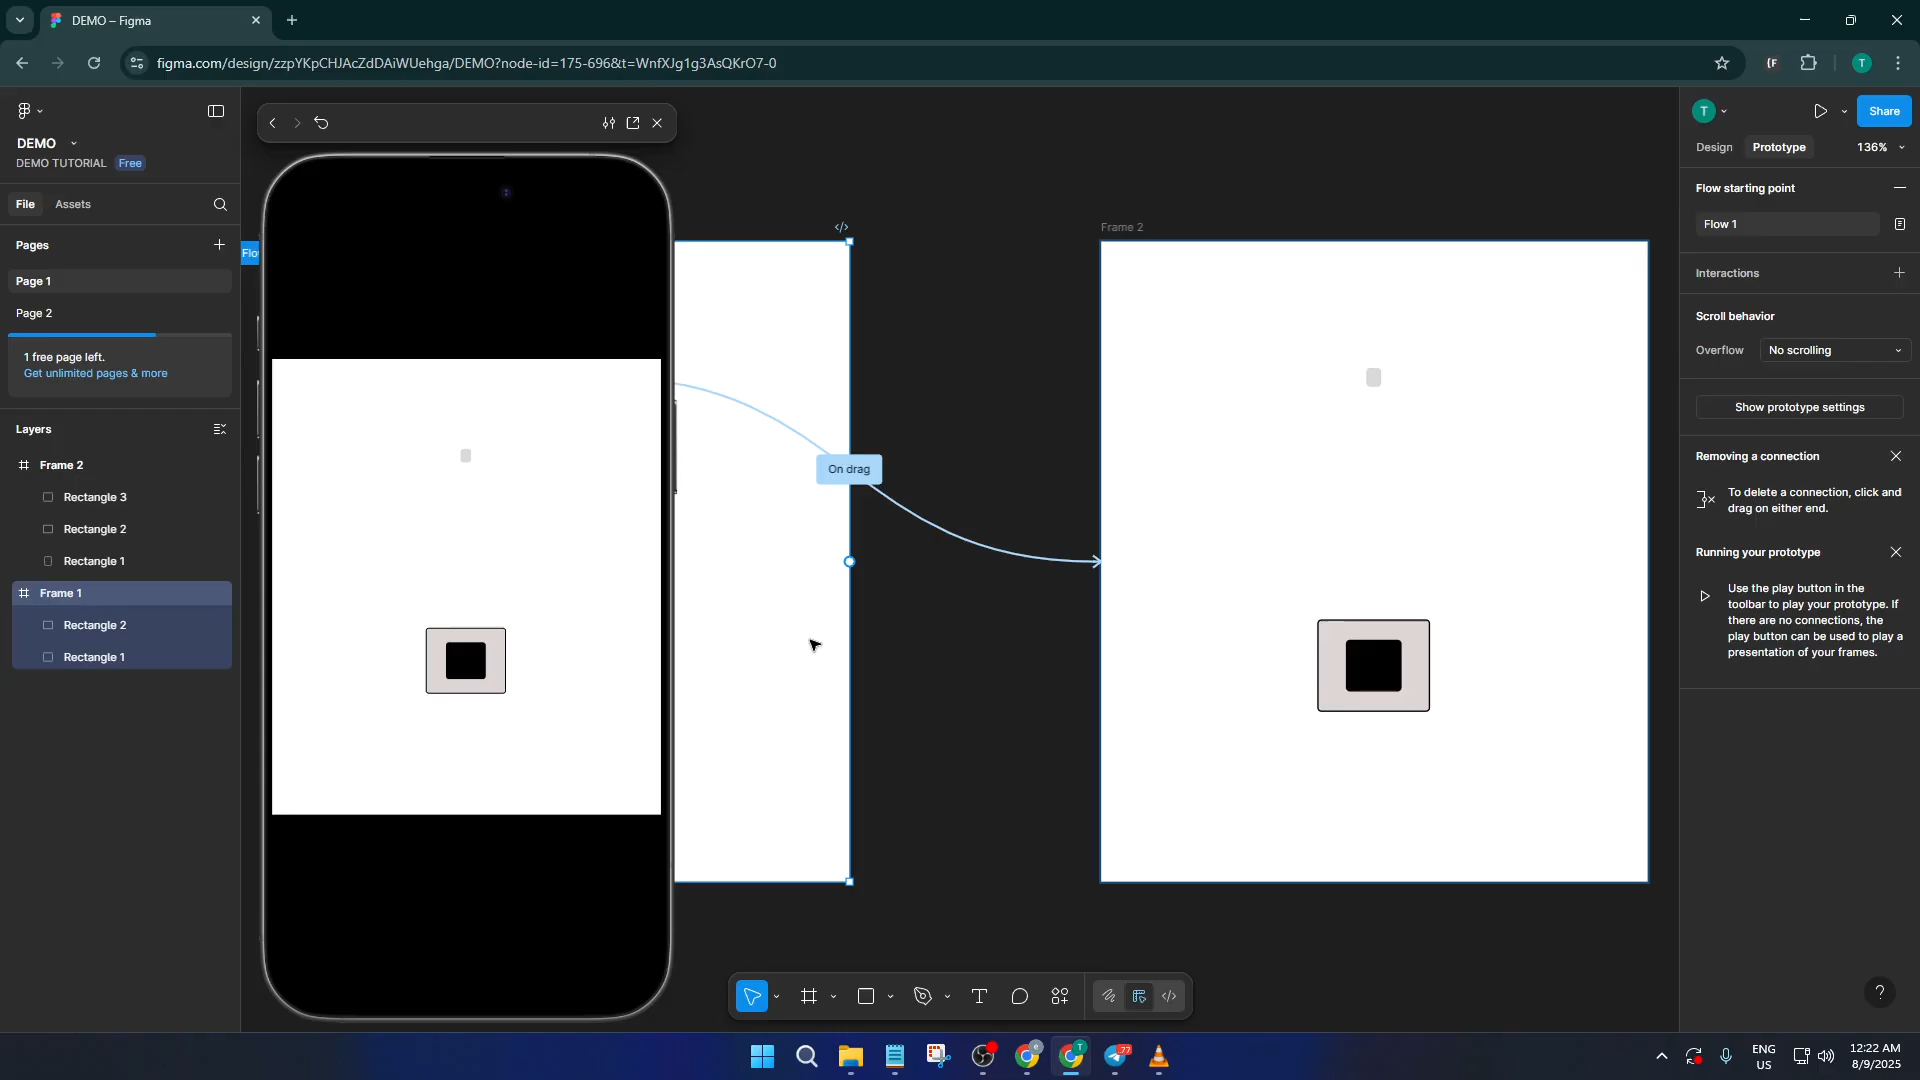 DEMO – Figma
figma.com/design/zzpYKpCHJAcZdDAiWUehga/DEMO?node-id=175-696&t=WnfXJg1g3AsQKrO7-0
T
DEMO
DEMO TUTORIAL Free
File Assets
Pages
Page 1
Page 2
1 free page left.
Get unlimited pages & more
Layers
Frame 2
Rectangle 3
Rectangle 2
Rectangle 1
Frame 1
Rectangle 2
Rectangle 1
Flo
On drag
Frame 2
T
Share
Design Prototype 136%
Flow starting point
Flow 1
Interactions
Scroll behavior
Overflow No scrolling
Show prototype settings
Removing a connection
To delete a connection, click and
drag on either end.
Running your prototype
Use the play button in the
toolbar to play your prototype. If
there are no connections, the
play button can be used to play a
presentation of your frames.
?
e
T
77
ENG
US
12:22 AM
8/9/2025